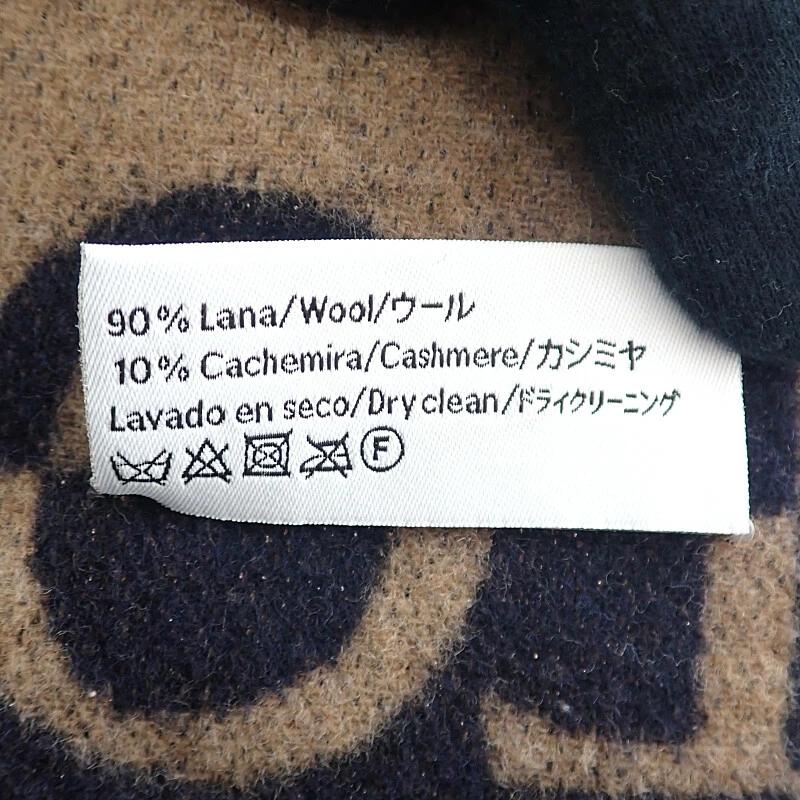 90% Lana/Wool/ウール
10% Cachemira/Cashmere/カシミヤ
Lavado en seco/Dry clean/ドライクリーニング
F